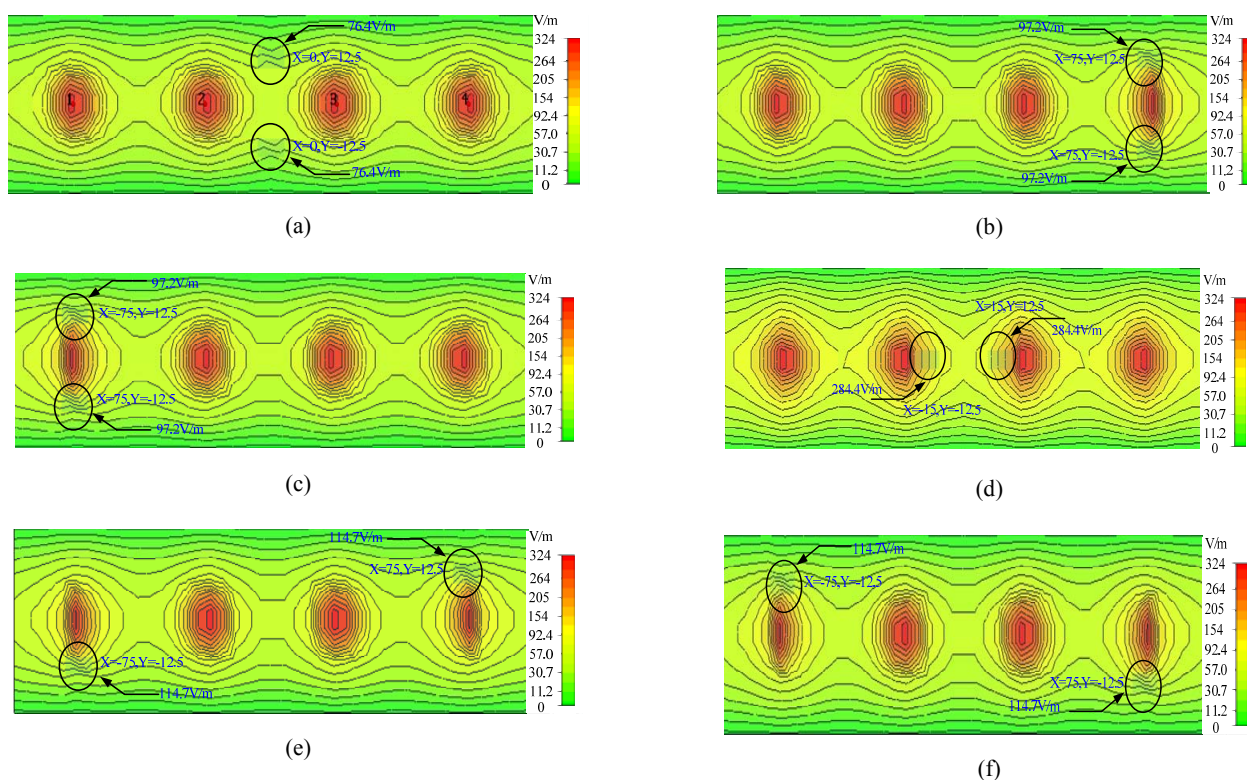 V/m
76.4V/m
324
264
205
154
92.4
57.0
30.7
11.2
0
X=0,Y=12.5
1
2
3
4
X=0,Y=-12.5
76.4V/m
(a)
V/m
97.2V/m
324
264
205
154
92.4
57.0
30.7
11.2
0
X=75,Y=12.5
X=75,Y=-12.5
97.2V/m
(b)
V/m
97.2V/m
324
264
205
154
92.4
57.0
30.7
11.2
0
X=-75,Y=12.5
X=75,Y=-12.5
97.2V/m
(c)
V/m
324
264
205
154
92.4
57.0
30.7
11.2
0
X=15,Y=12.5
284.4V/m
284.4V/m
X=-15,Y=-12.5
(d)
V/m
114.7V/m
324
264
205
154
92.4
57.0
30.7
11.2
0
X=75,Y=12.5
X=-75,Y=-12.5
114.7V/m
(e)
V/m
114.7V/m
324
264
205
154
92.4
57.0
30.7
11.2
0
X=-75,Y=-12.5
X=75,Y=-12.5
114.7V/m
(f)